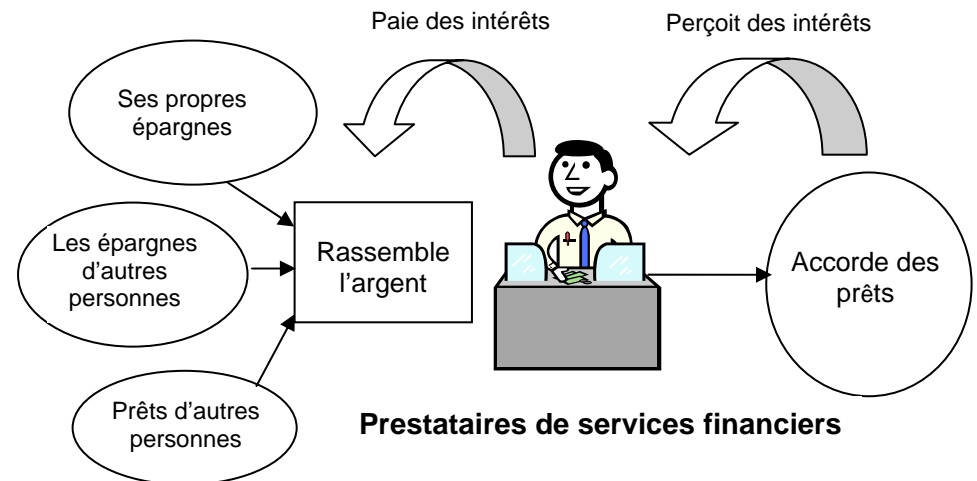 Paie des intérêts
Perçoit des intérêts
Ses propres
épargnes
Les épargnes
d’autres
personnes
Prêts d’autres
personnes
Rassemble
l’argent
Accorde des
prêts
Prestataires de services financiers